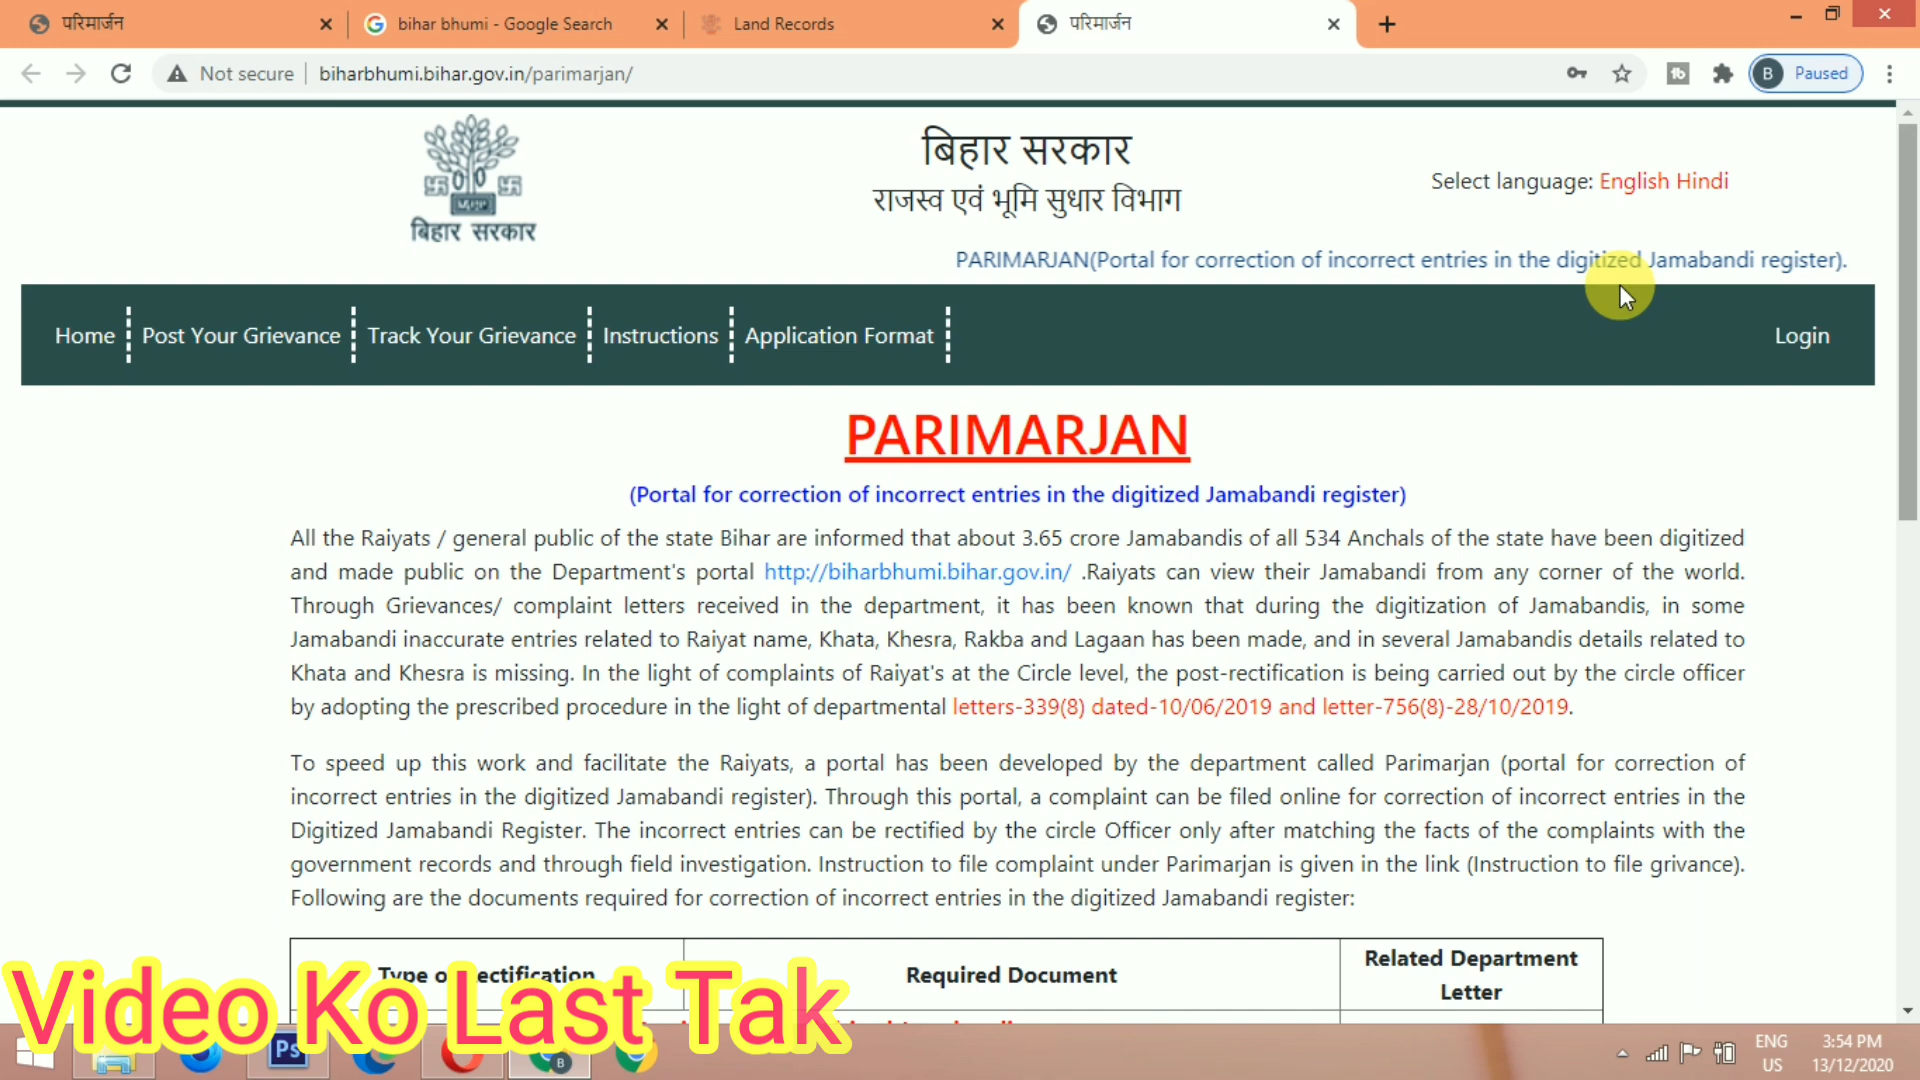 परिमार्जन
bihar bhumi - Google Search
Land Records
परिमार्जन
Not secure
biharbhumi.bihar.gov.in/parimarjan/
B Paused
बिहार सरकार
बिहार सरकार
राजस्व एवं भूमि सुधार विभाग
Select language: English Hindi
PARIMARJAN(Portal for correction of incorrect entries in the digitized Jamabandi register).
Home
Post Your Grievance
Track Your Grievance
Instructions
Application Format
Login
PARIMARJAN
(Portal for correction of incorrect entries in the digitized Jamabandi register)
All the Raiyats / general public of the state Bihar are informed that about 3.65 crore Jamabandis of all 534 Anchals of the state have been digitized
and made public on the Department's portal http://biharbhumi.bihar.gov.in/ .Raiyats can view their Jamabandi from any corner of the world.
Through Grievances/ complaint letters received in the department, it has been known that during the digitization of Jamabandis, in some
Jamabandi inaccurate entries related to Raiyat name, Khata, Khesra, Rakba and Lagaan has been made, and in several Jamabandis details related to
Khata and Khesra is missing. In the light of complaints of Raiyat's at the Circle level, the post-rectification is being carried out by the circle officer
by adopting the prescribed procedure in the light of departmental letters-339(8) dated-10/06/2019 and letter-756(8)-28/10/2019.
To speed up this work and facilitate the Raiyats, a portal has been developed by the department called Parimarjan (portal for correction of
incorrect entries in the digitized Jamabandi register). Through this portal, a complaint can be filed online for correction of incorrect entries in the
Digitized Jamabandi Register. The incorrect entries can be rectified by the circle Officer only after matching the facts of the complaints with the
government records and through field investigation. Instruction to file complaint under Parimarjan is given in the link (Instruction to file grivance).
Following are the documents required for correction of incorrect entries in the digitized Jamabandi register:
Type
Required Document
Related Department
Letter
Video Ko Last Tak
Ps
B
ENG
US
3:54 PM
13/12/2020